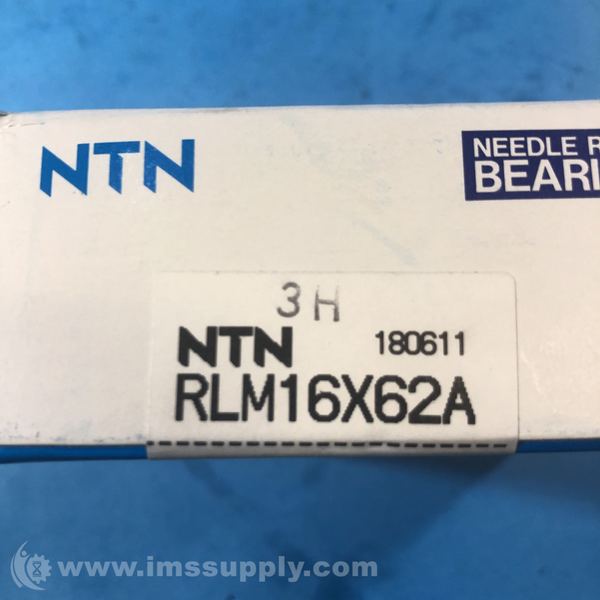 NTN
NEEDLE R
BEARI
3H
NTN 180611
RLM16X62A
www.imssupply.com